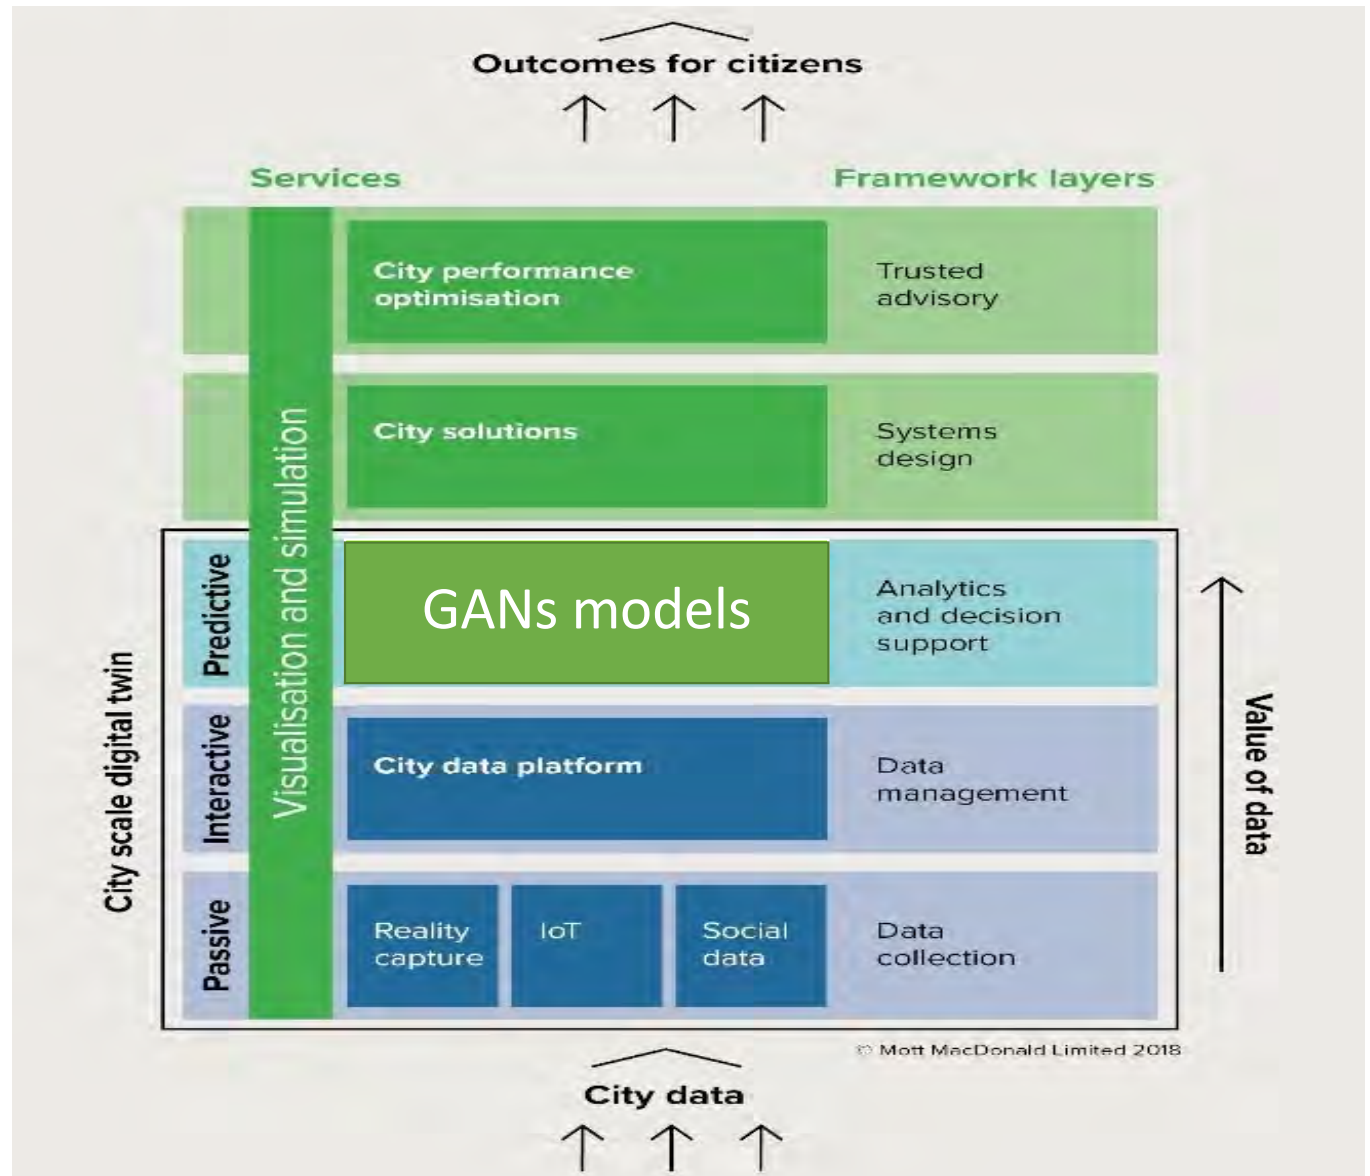 Outcomes for citizens
Services
Framework layers
City performance
optimisation
Trusted
advisory
City solutions
Systems
design
Visualisation and simulation
Predictive
GANs models
Analytics
and decision
support
City scale digital twin
Interactive
City data platform
Data
management
Value of data
Passive
Reality
capture
IoT
Social
data
Data
collection
© Mott MacDonald Limited 2018
City data